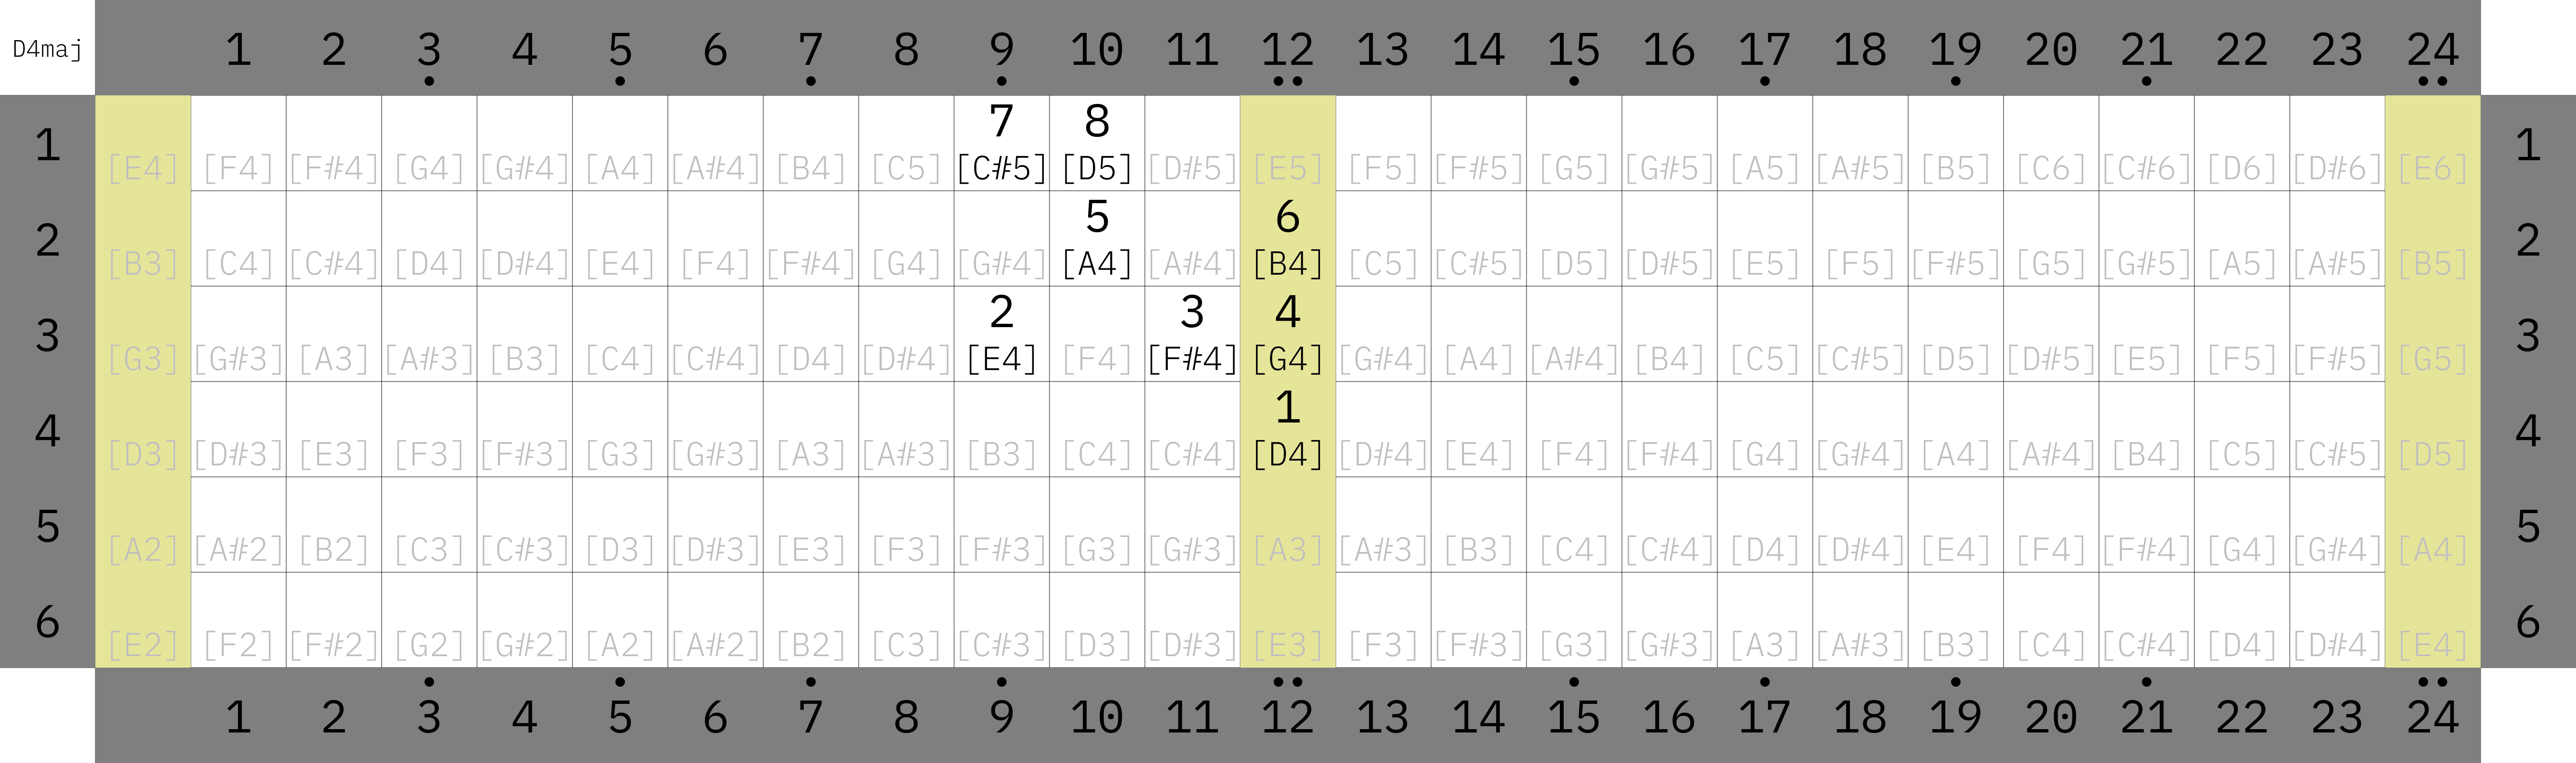 D4maj 1 2 3 4 5 6 7 8 9 10 11 12 13 14 15 16 17 18 19 20 21 22 23 24
7 8
1 [E4] [F4] [F#4] [G4] [G#4] [A4] [A#4] [B4] [C5] [C#5] [D5] [D#5] [E5] [F5] [F#5] [G5] [G#5] [A5] [A#5] [B5] [C6] [C#6] [D6] [D#6] [E6] 1
5 6
2 [B3] [C4] [C#4] [D4] [D#4] [E4] [F4] [F#4] [G4] [G#4] [A4] [A#4] [B4] [C5] [C#5] [D5] [D#5] [E5] [F5] [F#5] [G5] [G#5] [A5] [A#5] [B5] 2
2 3 4
3 [G3] [G#3] [A3] [A#3] [B3] [C4] [C#4] [D4] [D#4] [E4] [F4] [F#4] [G4] [G#4] [A4] [A#4] [B4] [C5] [C#5] [D5] [D#5] [E5] [F5] [F#5] [G5] 3
1
4 [D3] [D#3] [E3] [F3] [F#3] [G3] [G#3] [A3] [A#3] [B3] [C4] [C#4] [D4] [D#4] [E4] [F4] [F#4] [G4] [G#4] [A4] [A#4] [B4] [C5] [C#5] [D5] 4
5 [A2] [A#2] [B2] [C3] [C#3] [D3] [D#3] [E3] [F3] [F#3] [G3] [G#3] [A3] [A#3] [B3] [C4] [C#4] [D4] [D#4] [E4] [F4] [F#4] [G4] [G#4] [A4] 5
6 [E2] [F2] [F#2] [G2] [G#2] [A2] [A#2] [B2] [C3] [C#3] [D3] [D#3] [E3] [F3] [F#3] [G3] [G#3] [A3] [A#3] [B3] [C4] [C#4] [D4] [D#4] [E4] 6
1 2 3 4 5 6 7 8 9 10 11 12 13 14 15 16 17 18 19 20 21 22 23 24